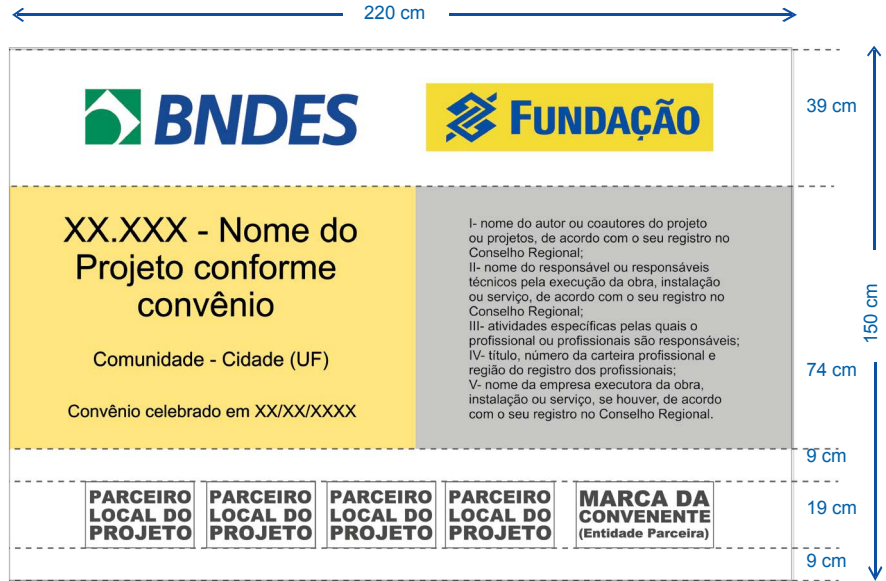 220 cm
BNDES
FUNDAÇÃO
39 cm
XX.XXX - Nome do
Projeto conforme
convênio
Comunidade - Cidade (UF)
Convênio celebrado em XX/XX/XXXX
I- nome do autor ou coautores do projeto
ou projetos, de acordo com o seu registro no
Conselho Regional;
II- nome do responsável ou responsáveis
técnicos pela execução da obra, instalação
ou serviço, de acordo com o seu registro no
Conselho Regional;
III- atividades específicas pelas quais o
profissional ou profissionais são responsáveis;
IV- título, número da carteira profissional e
região do registro dos profissionais;
V- nome da empresa executora da obra,
instalação ou serviço, se houver, de acordo
com o seu registro no Conselho Regional.
150 cm
74 cm
9 cm
PARCEIRO
LOCAL DO
PROJETO
PARCEIRO
LOCAL DO
PROJETO
PARCEIRO
LOCAL DO
PROJETO
PARCEIRO
LOCAL DO
PROJETO
MARCA DA
CONVENENTE
(Entidade Parceira)
19 cm
9 cm